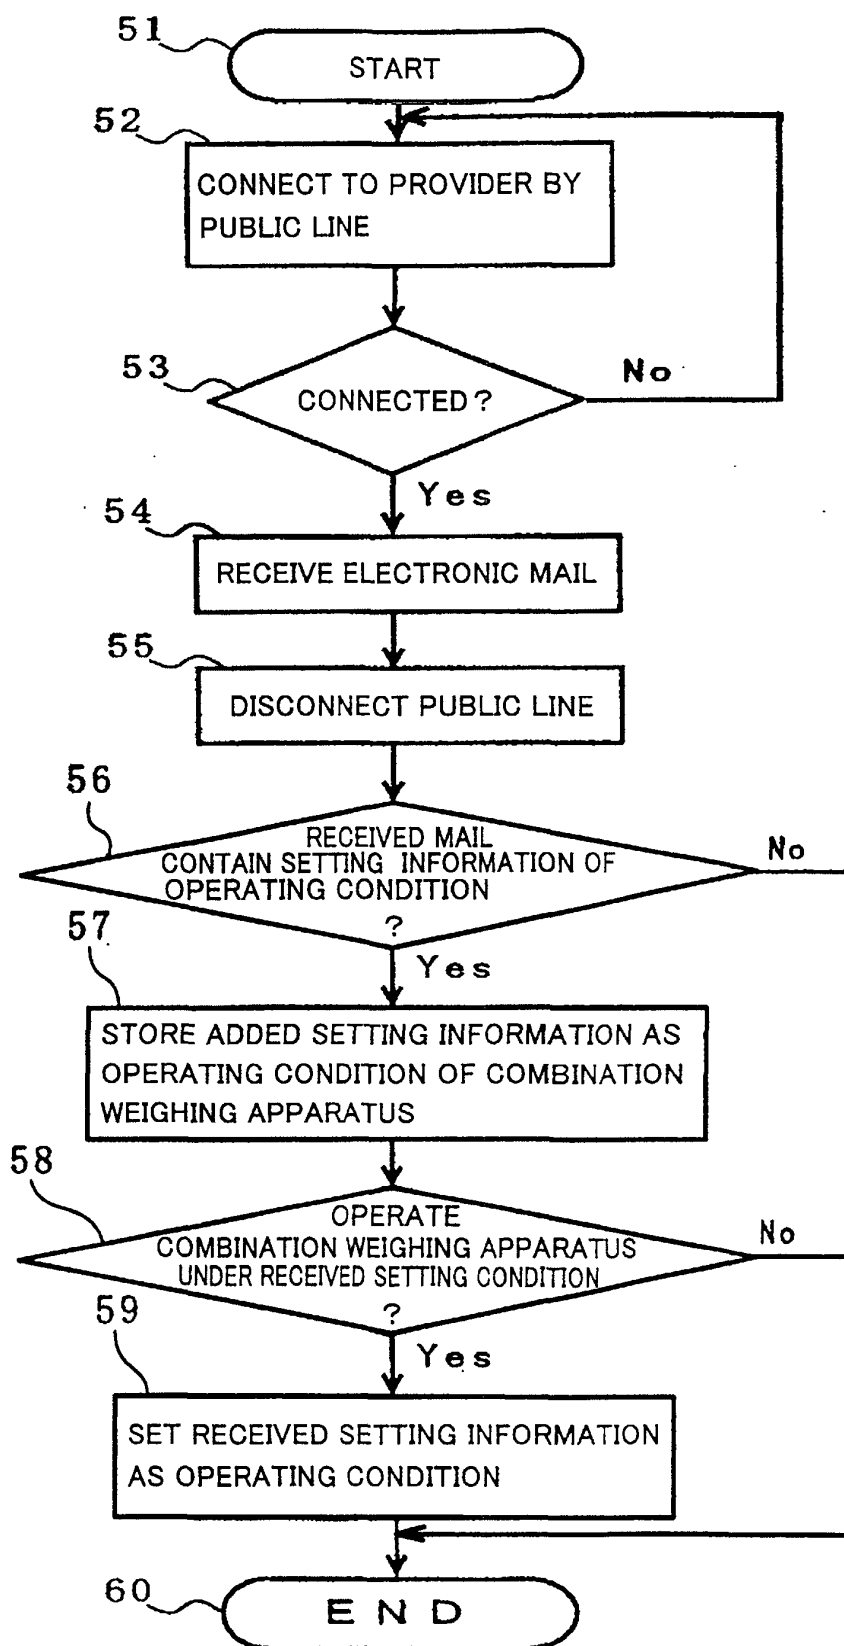 51
START
52
CONNECT TO PROVIDER BY
PUBLIC LINE
53
CONNECTED?
No
Yes
54
RECEIVE ELECTRONIC MAIL
55
DISCONNECT PUBLIC LINE
56
RECEIVED MAIL
CONTAIN SETTING INFORMATION OF
OPERATING CONDITION
?
No
Yes
57
STORE ADDED SETTING INFORMATION AS
OPERATING CONDITION OF COMBINATION
WEIGHING APPARATUS
58
OPERATE
COMBINATION WEIGHING APPARATUS
UNDER RECEIVED SETTING CONDITION
?
No
Yes
59
SET RECEIVED SETTING INFORMATION
AS OPERATING CONDITION
60
END